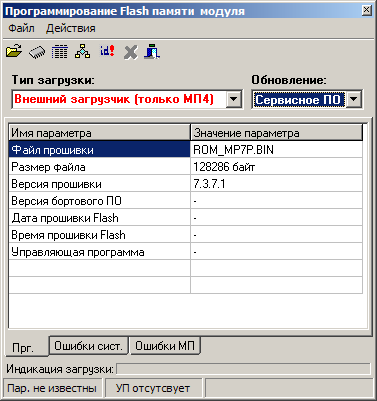 Программирование Flash памяти модуля
Файл Действия
id!
Тип загрузки: Обновление:
Внешний загрузчик (только МП4) Сервисное ПО
Имя параметра Значение параметра
Файл прошивки ROM_MP7P.BIN
Размер файла 128286 байт
Версия прошивки 7.3.7.1
Версия бортового ПО -
Дата прошивки Flash -
Время прошивки Flash -
Управляющая программа -
Прг. Ошибки сист. Ошибки МП
Индикация загрузки:
Пар. не известны УП отсутсвует